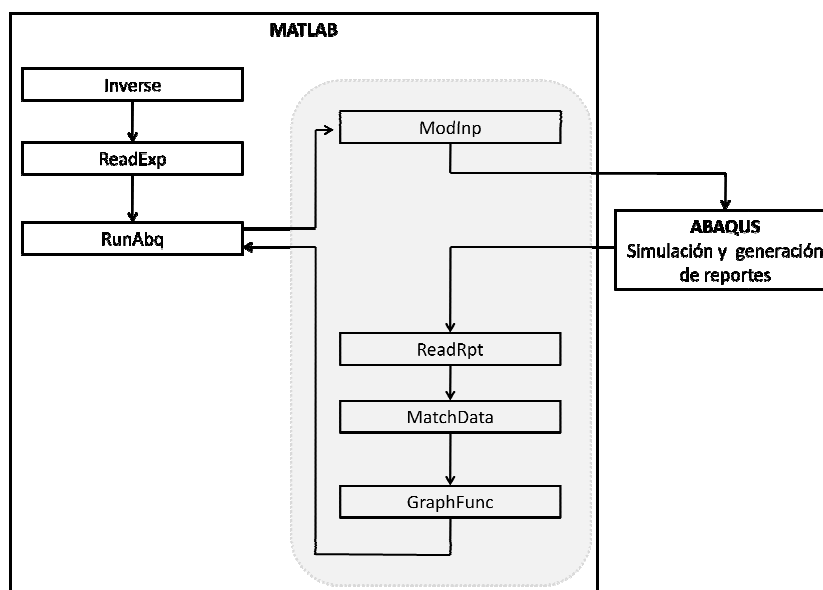 MATLAB
Inverse
ReadExp
RunAbq
ModInp
ABAQUS
Simulación y generación
de reportes
ReadRpt
MatchData
GraphFunc